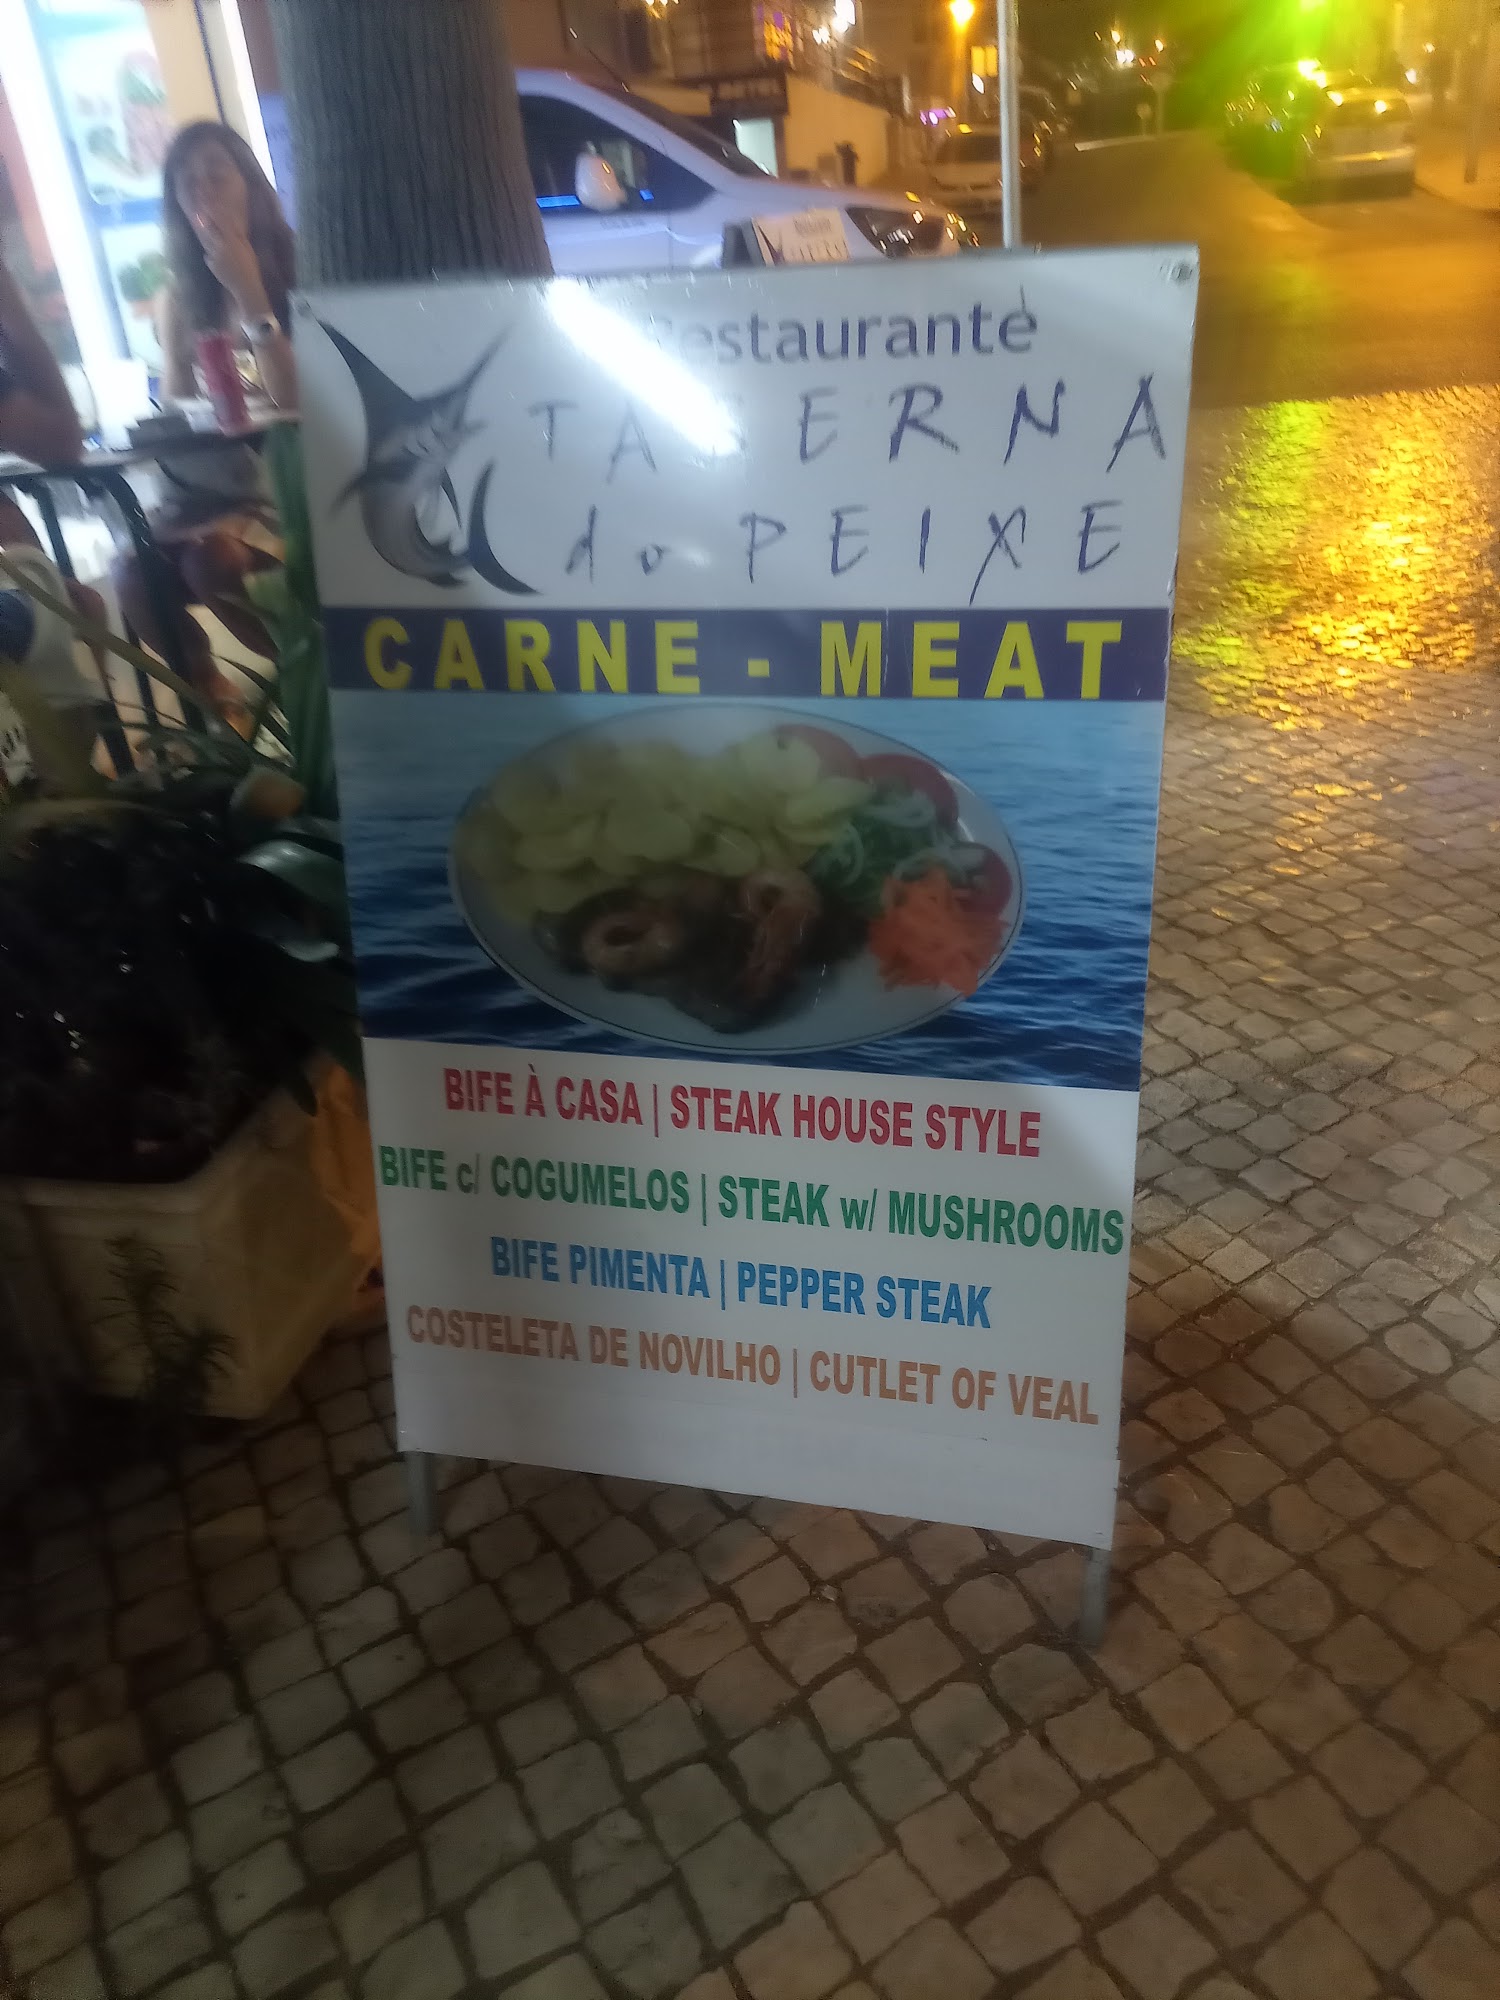 Restaurante
TABERNA
do PEIXE
CARNE - MEAT
BIFE À CASA | STEAK HOUSE STYLE
BIFE c/ COGUMELOS | STEAK w/ MUSHROOMS
BIFE PIMENTA | PEPPER STEAK
COSTELETA DE NOVILHO | CUTLET OF VEAL